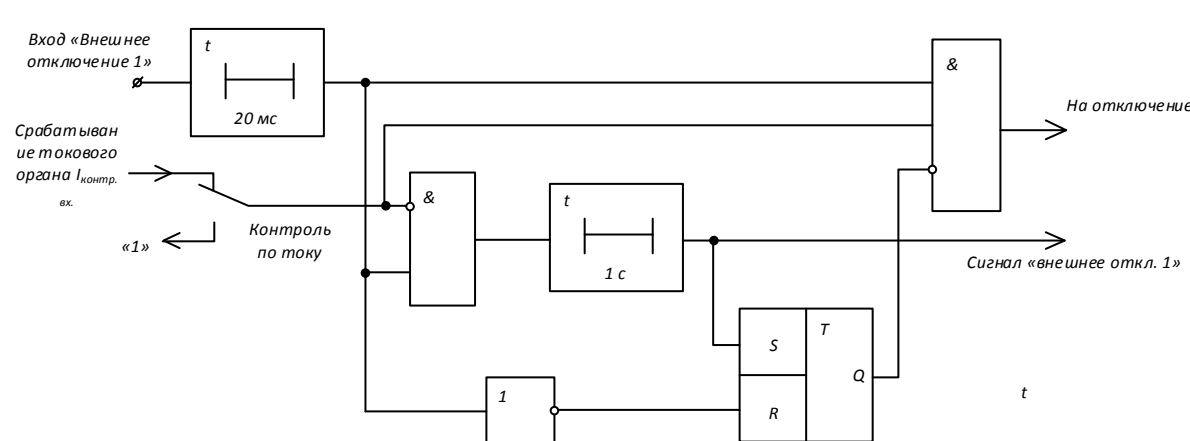 Вход «Внешнее
отключение 1»
t
20 мс
&
На отключение
Срабатыван
ие токового
органа Iконтр.
вх.
&
t
1 с
«1»
Контроль
по току
Сигнал «внешнее откл. 1»
S
T
Q
R
1
t